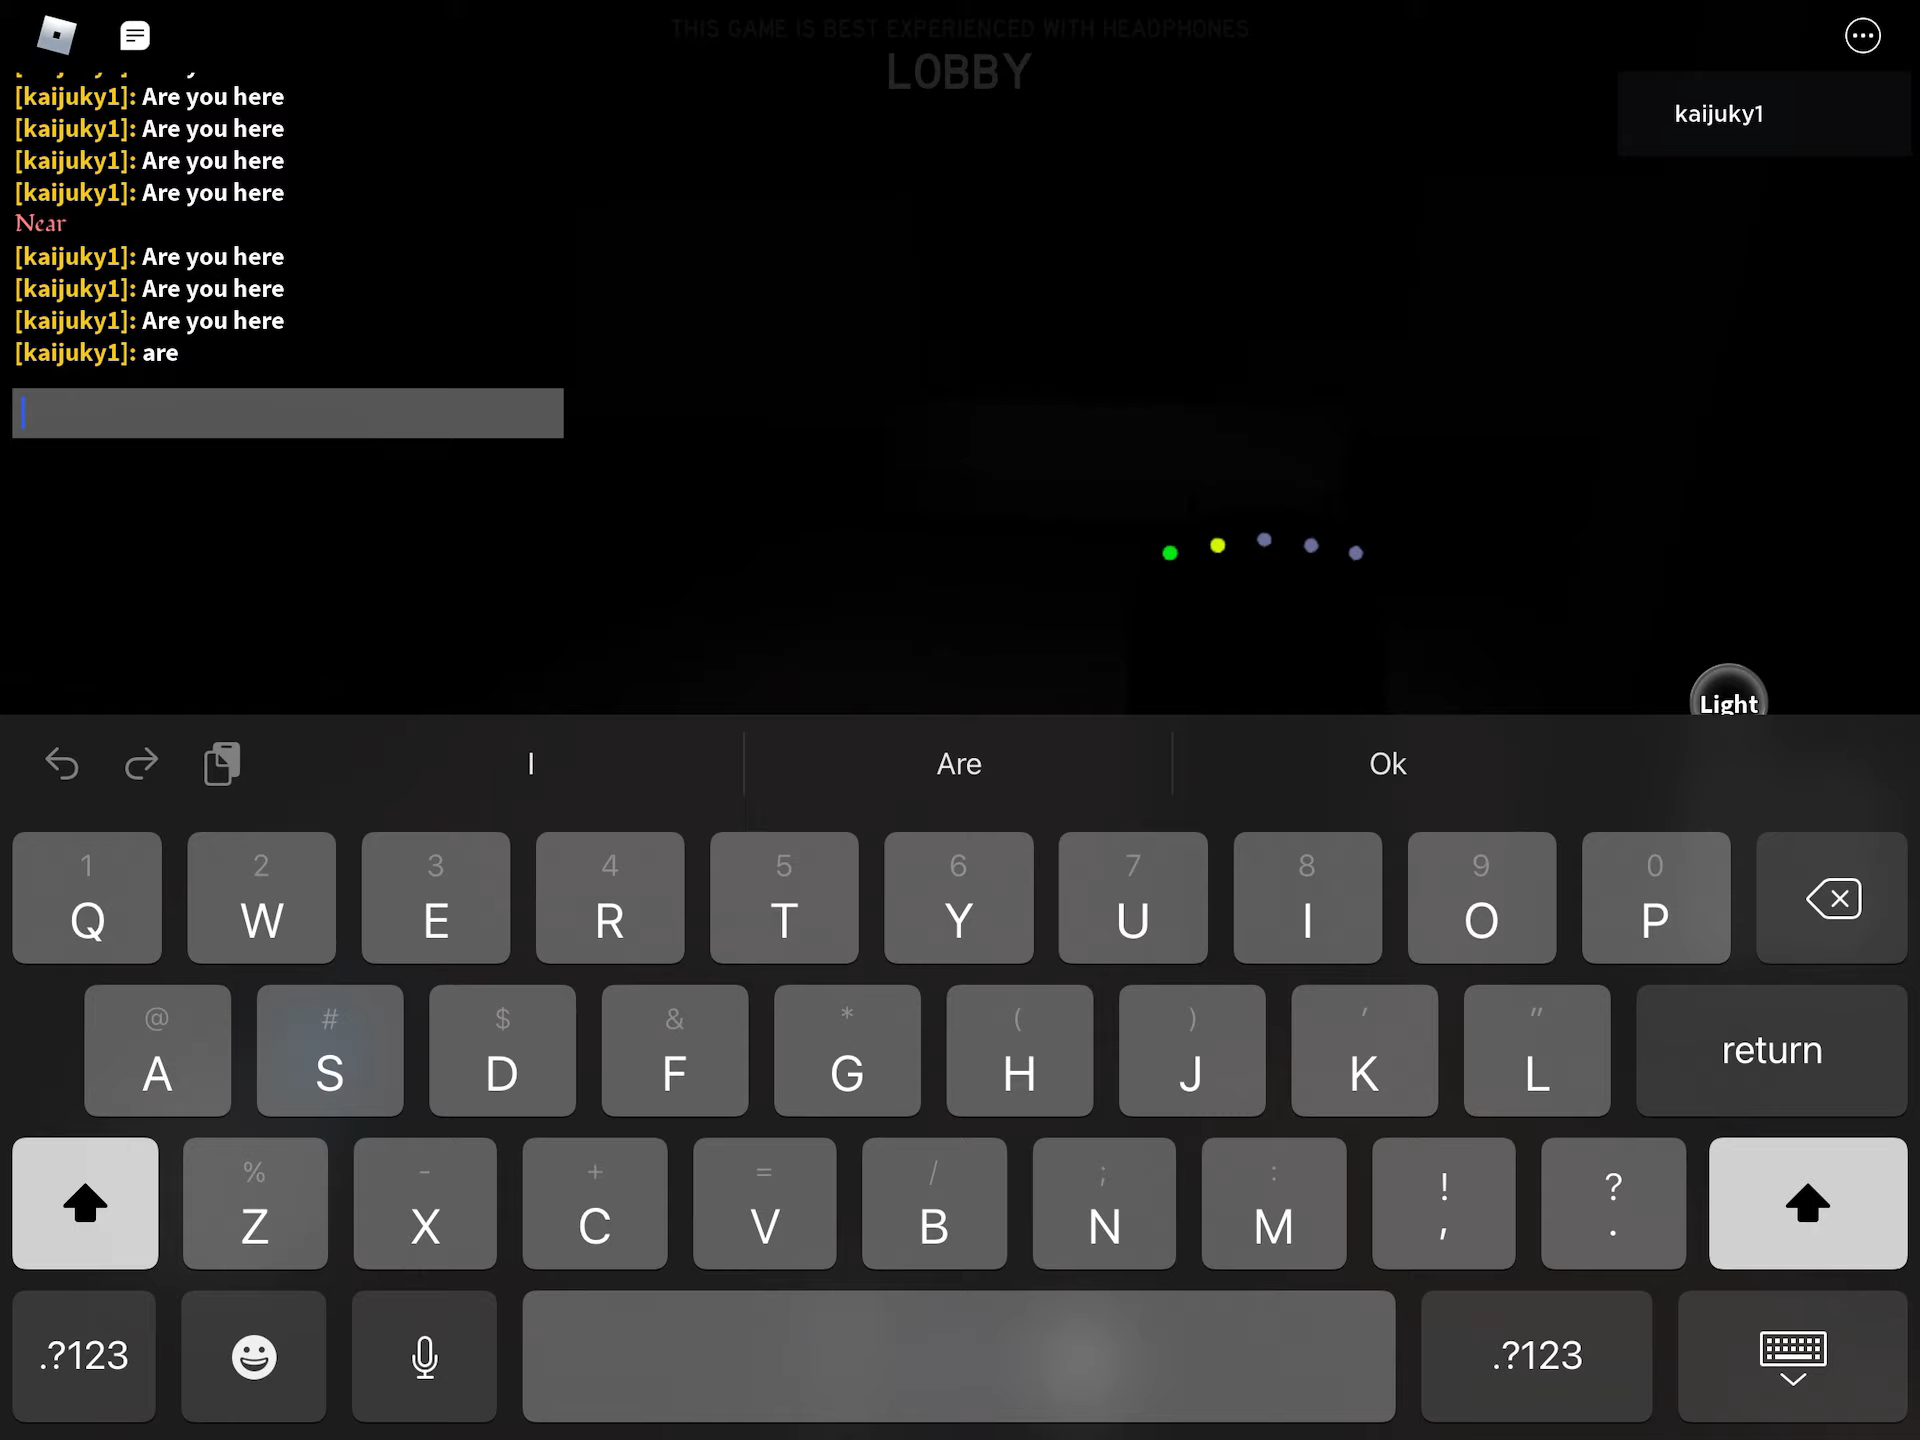 THIS GAME IS BEST EXPERIENCED WITH HEADPHONES
LOBBY
kaijuky1
[kaijuky1]: Are you here
[kaijuky1]: Are you here
[kaijuky1]: Are you here
[kaijuky1]: Are you here
Near
[kaijuky1]: Are you here
[kaijuky1]: Are you here
[kaijuky1]: Are you here
[kaijuky1]: are
Light
I Are Ok
1 2 3 4 5 6 7 8 9 0
Q W E R T Y U I O P
@ # $ & * ( ) ' "
A S D F G H J K L return
% - + = / ; : ! ?
Z X C V B N M , .
.?123 .?123